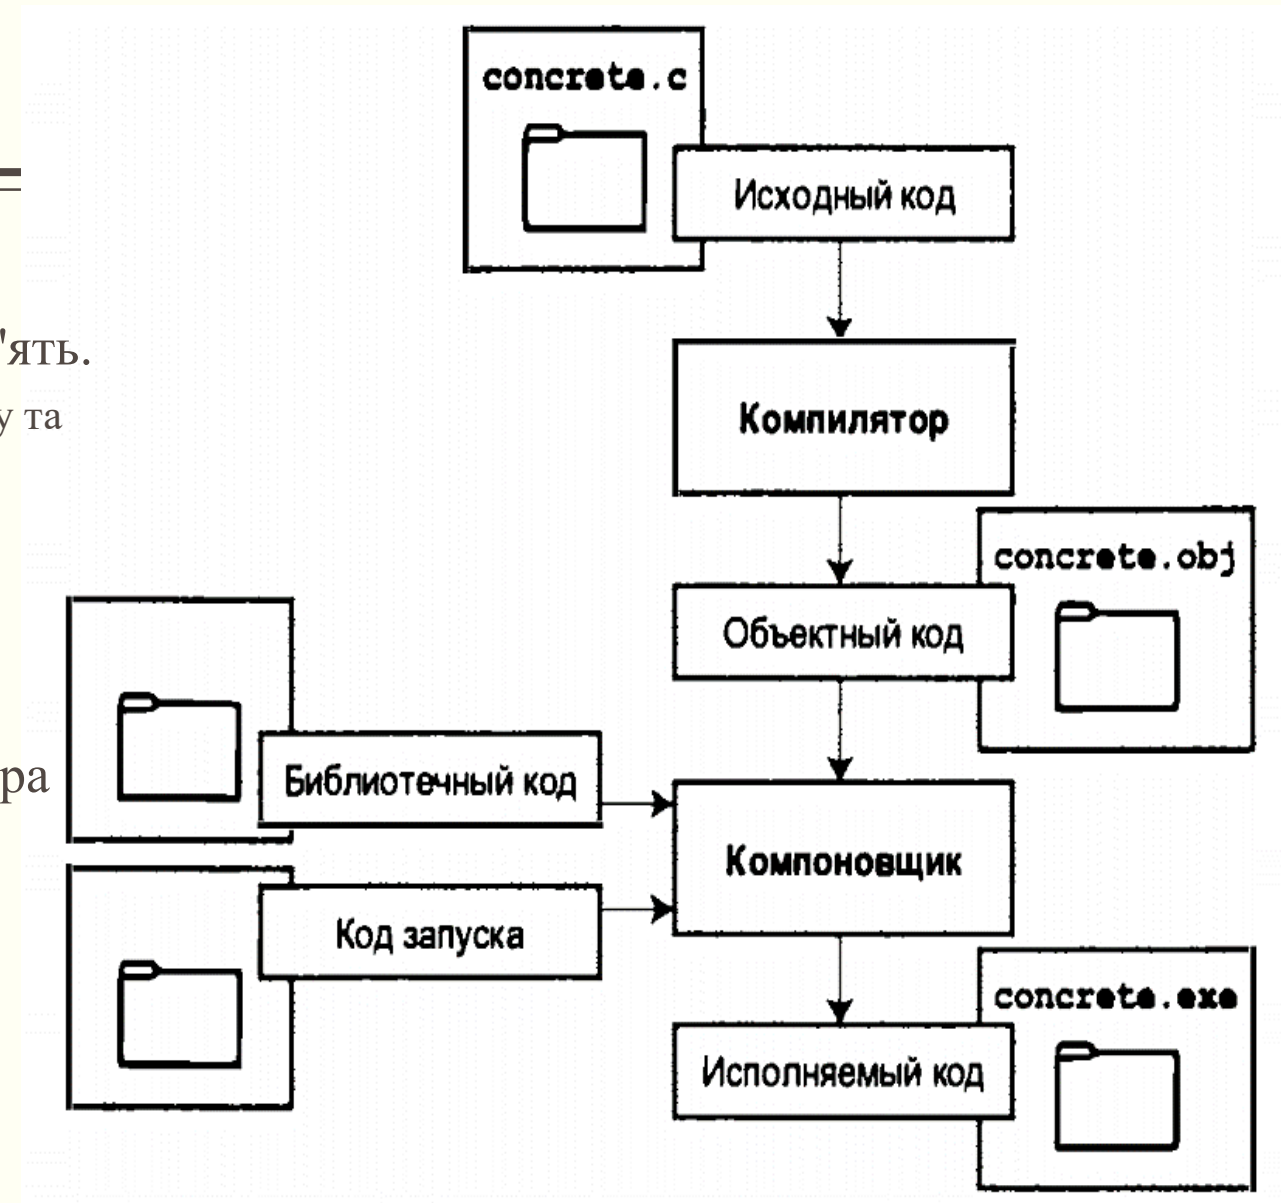 concrete.c
Исходный код
'ять.
у та
Компилятор
concrete.obj
Объектный код
ра
Библиотечный код
Компоновщик
Код запуска
concrete.exe
Исполняемый код